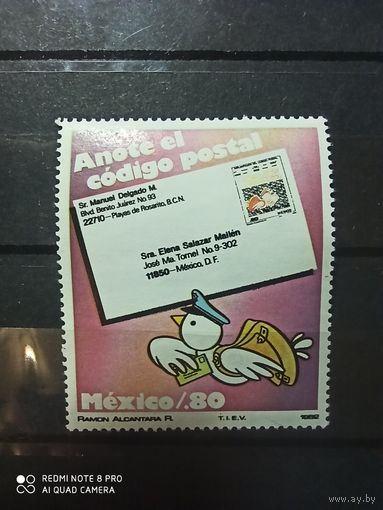 Anote el
código postal
Sr. Manuel Delgado M.
Blvd. Benito Juárez No. 93
22710—Playas de Rosarito, B.C.N.
Sra. Elena Salazar Mallén
José Ma. Tornel No. 9-302
11850—México, D. F.
México/.80
RAMON ALCANTARA R.
T.I.E.V.
1982
REDMI NOTE 8 PRO
AI QUAD CAMERA
www.ay.by